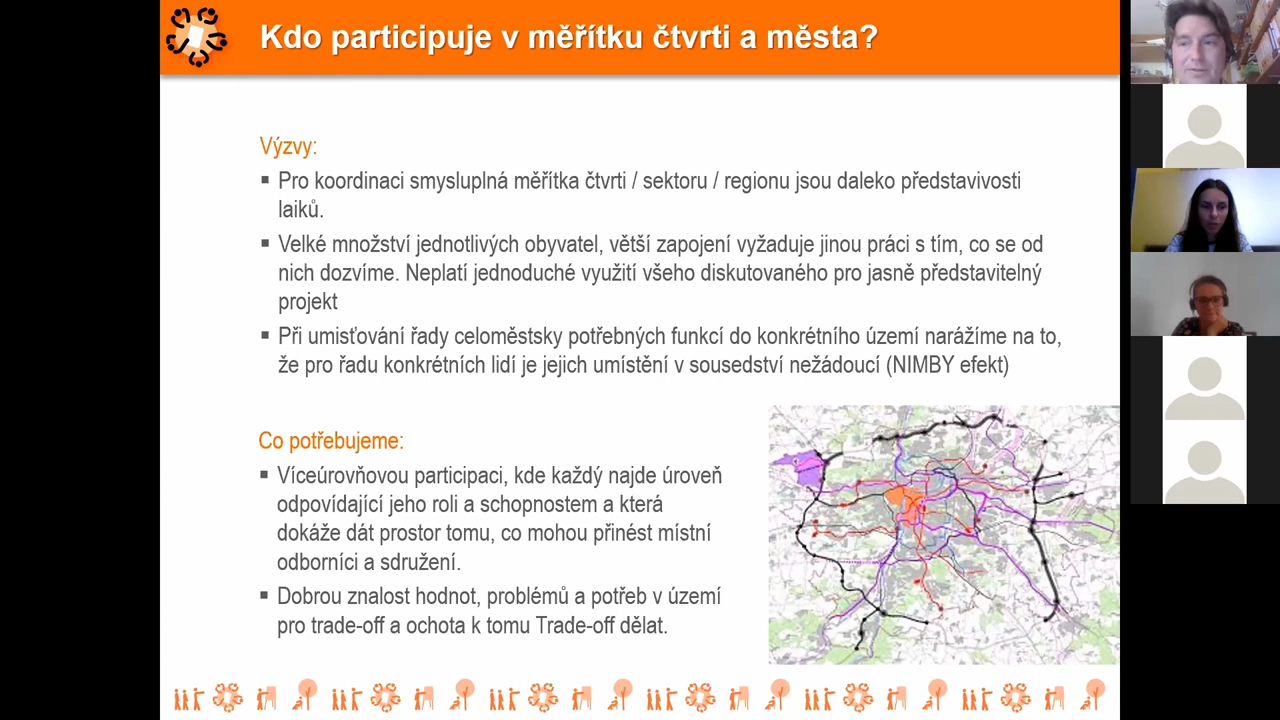 Kdo participuje v měřítku čtvrti a města?
Výzvy:
▪ Pro koordinaci smysluplná měřítka čtvrti / sektoru / regionu jsou daleko představivosti
laiků.
▪ Velké množství jednotlivých obyvatel, větší zapojení vyžaduje jinou práci s tím, co se od
nich dozvíme. Neplatí jednoduché využití všeho diskutovaného pro jasně představitelný
projekt
▪ Při umisťování řady celoměstsky potřebných funkcí do konkrétního území narážíme na to,
že pro řadu konkrétních lidí je jejich umístění v sousedství nežádoucí (NIMBY efekt)
Co potřebujeme:
▪ Víceúrovňovou participaci, kde každý najde úroveň
odpovídající jeho roli a schopnostem a která
dokáže dát prostor tomu, co mohou přinést místní
odborníci a sdružení.
▪ Dobrou znalost hodnot, problémů a potřeb v území
pro trade-off a ochota k tomu Trade-off dělat.